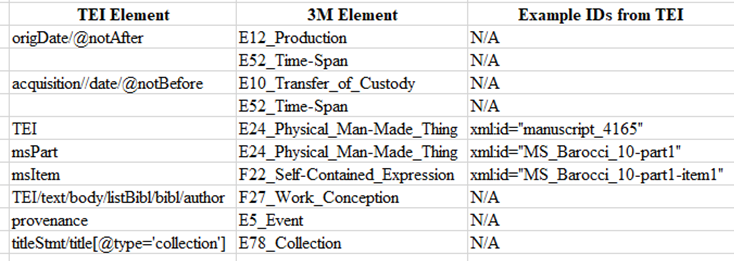 TEI Element 3M Element Example IDs from TEI
origDate/@notAfter E12_Production N/A
E52_Time-Span N/A
acquisition//date/@notBefore E10_Transfer_of_Custody N/A
E52_Time-Span N/A
TEI E24_Physical_Man-Made_Thing xml:id="manuscript_4165"
msPart E24_Physical_Man-Made_Thing xml:id="MS_Barocci_10-part1"
msItem F22_Self-Contained_Expression xml:id="MS_Barocci_10-part1-item1"
TEI/text/body/listBibl/bibl/author F27_Work_Conception N/A
provenance E5_Event N/A
titleStmt/title[@type='collection'] E78_Collection N/A